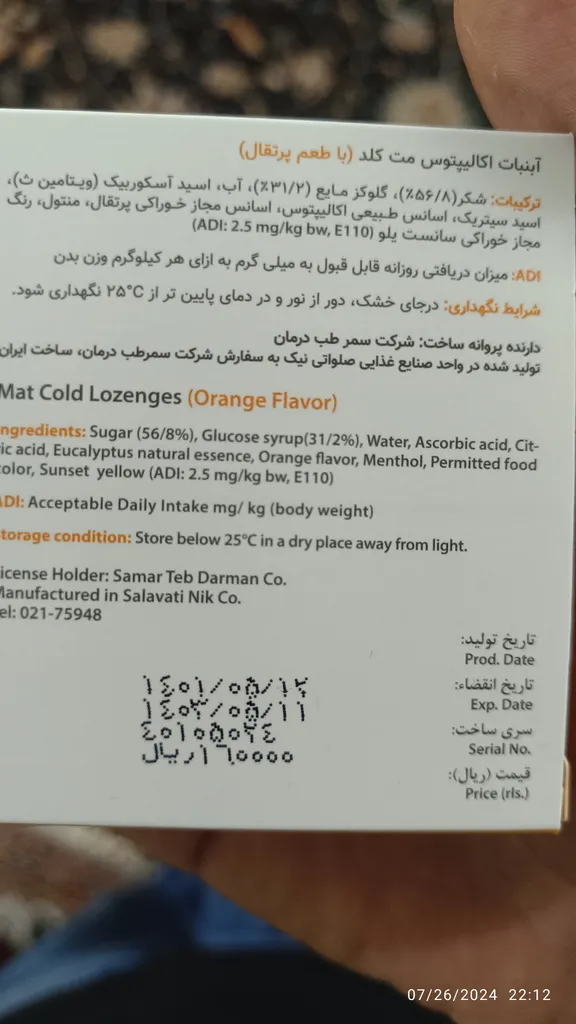 آبنبات اکالیپتوس مت کلد (با طعم پرتقال)
ترکیبات: شکر(۵۶/۸٪)، گلوکز مایع (۳۱/۲٪)، آب، اسید آسکوربیک (ویتامین ث)،
اسید سیتریک، اسانس طبیعی اکالیپتوس، اسانس مجاز خوراکی پرتقال، منتول، رنگ
مجاز خوراکی سانست یلو (ADI: 2.5 mg/kg bw, E110)
ADI: میزان دریافتی روزانه قابل قبول به میلی گرم به ازای هر کیلوگرم وزن بدن
شرایط نگهداری: درجای خشک، دور از نور و در دمای پایین تر از ۲۵°C نگهداری شود.
دارنده پروانه ساخت: شرکت سمر طب درمان
تولید شده در واحد صنایع غذایی صلواتی نیک به سفارش شرکت سمرطب درمان، ساخت ایران
Mat Cold Lozenges (Orange Flavor)
ngredients: Sugar (56/8%), Glucose syrup(31/2%), Water, Ascorbic acid, Cit-
ric acid, Eucalyptus natural essence, Orange flavor, Menthol, Permitted food
color, Sunset yellow (ADI: 2.5 mg/kg bw, E110)
ADI: Acceptable Daily Intake mg/ kg (body weight)
torage condition: Store below 25°C in a dry place away from light.
icense Holder: Samar Teb Darman Co.
Manufactured in Salavati Nik Co.
el: 021-75948
تاریخ تولید:
Prod. Date
۱٤۰۱/۰۵/۱۲
تاریخ انقضاء:
Exp. Date
۱٤۰۳/۰۵/۱۱
سری ساخت:
Serial No.
٤۰۱۰۵۰۲٤
قیمت (ریال):
Price (rls.)
۱٦۰۰۰۰ ریال
07/26/2024 22:12